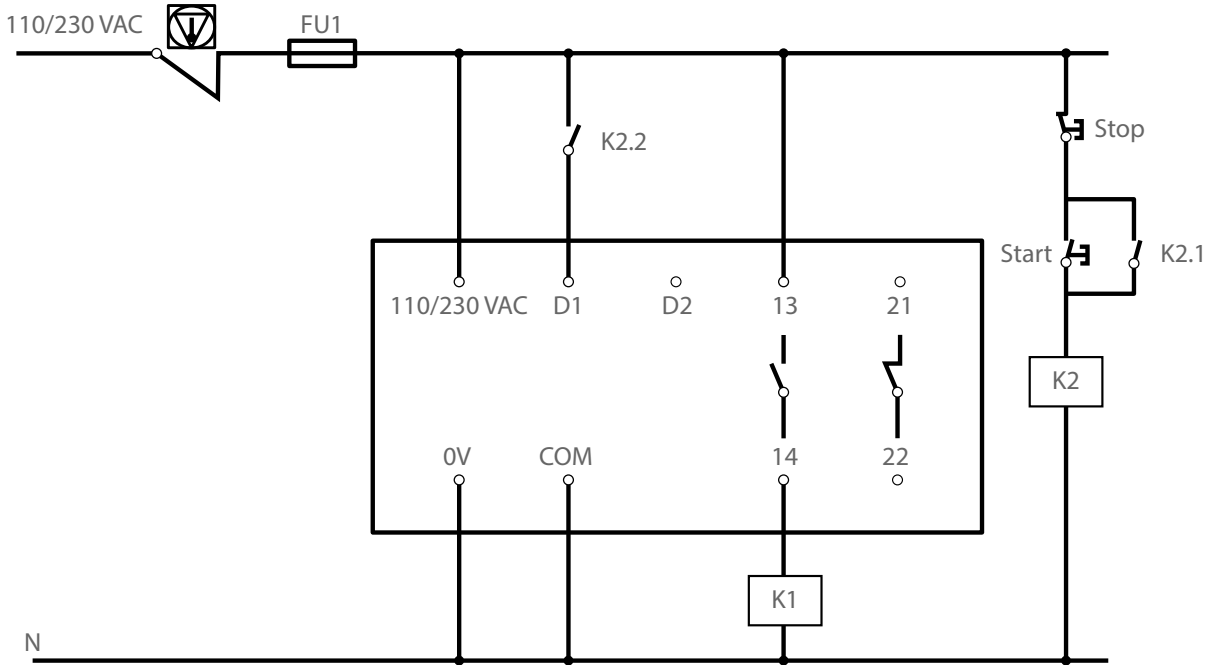 110/230 VAC
FU1
K2.2
Stop
Start
K2.1
110/230 VAC D1 D2 13 21
K2
0V COM 14 22
K1
N